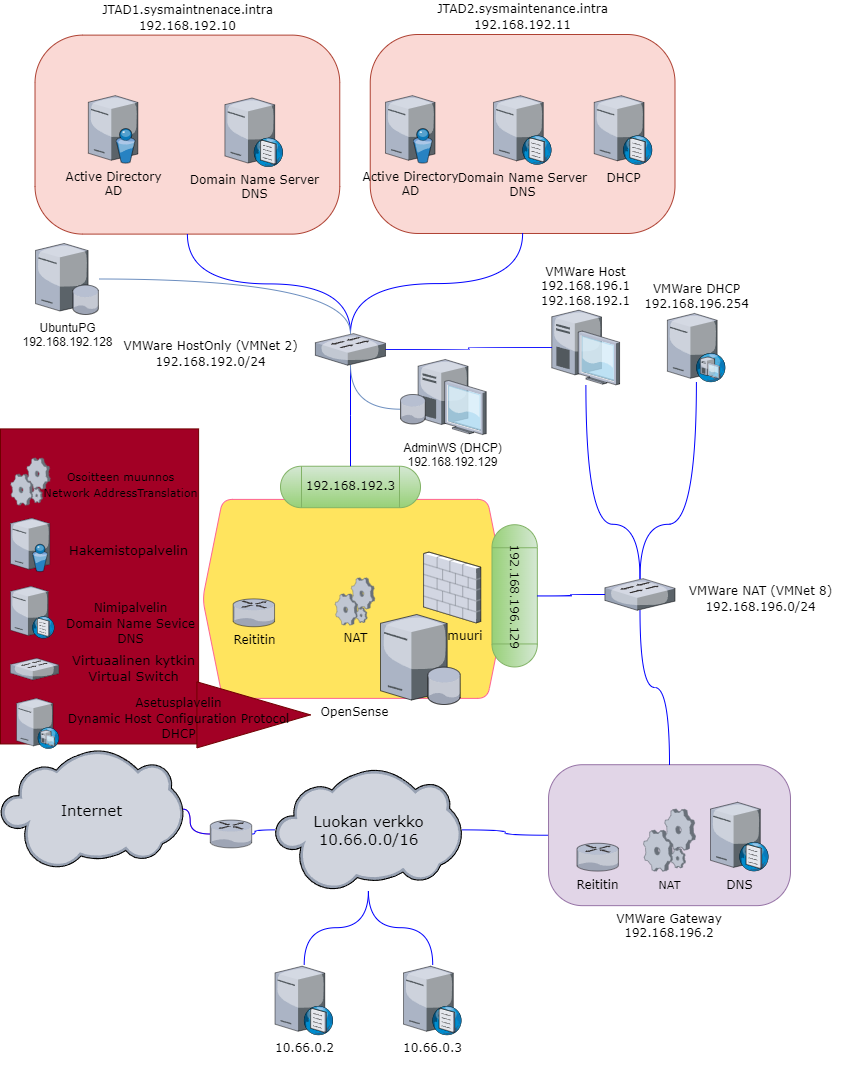 JTAD1.sysmaintnenace.intra
192.168.192.10
JTAD2.sysmaintenance.intra
192.168.192.11
Active Directory
AD
Domain Name Server
DNS
Active Directory
AD
Domain Name Server
DNS
DHCP
UbuntuPG
192.168.192.128
VMWare HostOnly (VMNet 2)
192.168.192.0/24
VMWare Host
192.168.196.1
192.168.192.1
VMWare DHCP
192.168.196.254
AdminWS (DHCP)
192.168.192.129
192.168.192.3
192.168.196.129
Osoitteen muunnos
Network AddressTranslation
Hakemistopalvelin
Nimipalvelin
Domain Name Sevice
DNS
Virtuaalinen kytkin
Virtual Switch
Asetusplavelin
Dynamic Host Configuration Protocol
DHCP
Reititin
NAT
muuri
OpenSense
VMWare NAT (VMNet 8)
192.168.196.0/24
Internet
Luokan verkko
10.66.0.0/16
Reititin
NAT
DNS
VMWare Gateway
192.168.196.2
10.66.0.2
10.66.0.3